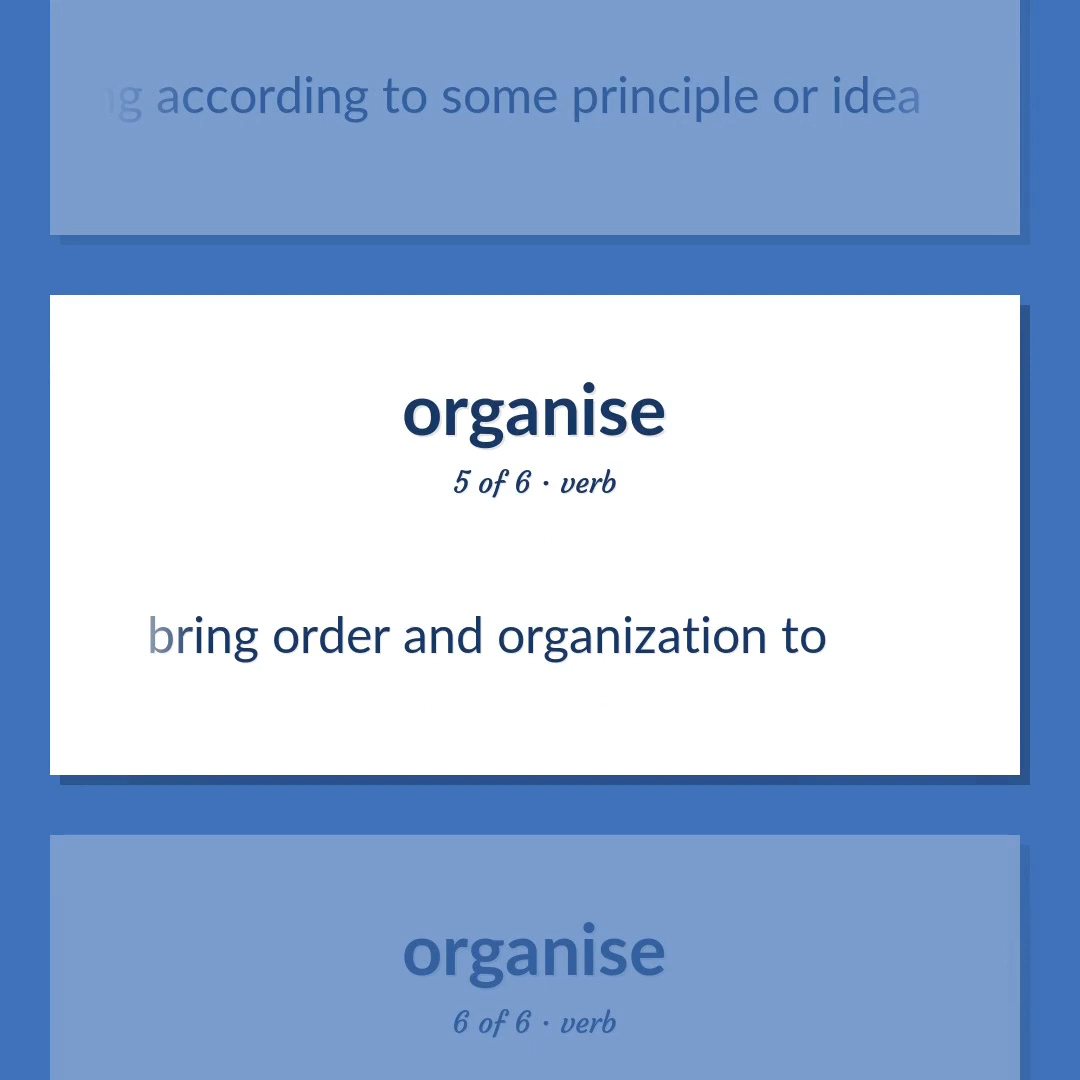 according to some principle or idea
organise
5 of 6 · verb
bring order and organization to
organise
6 of 6 · verb